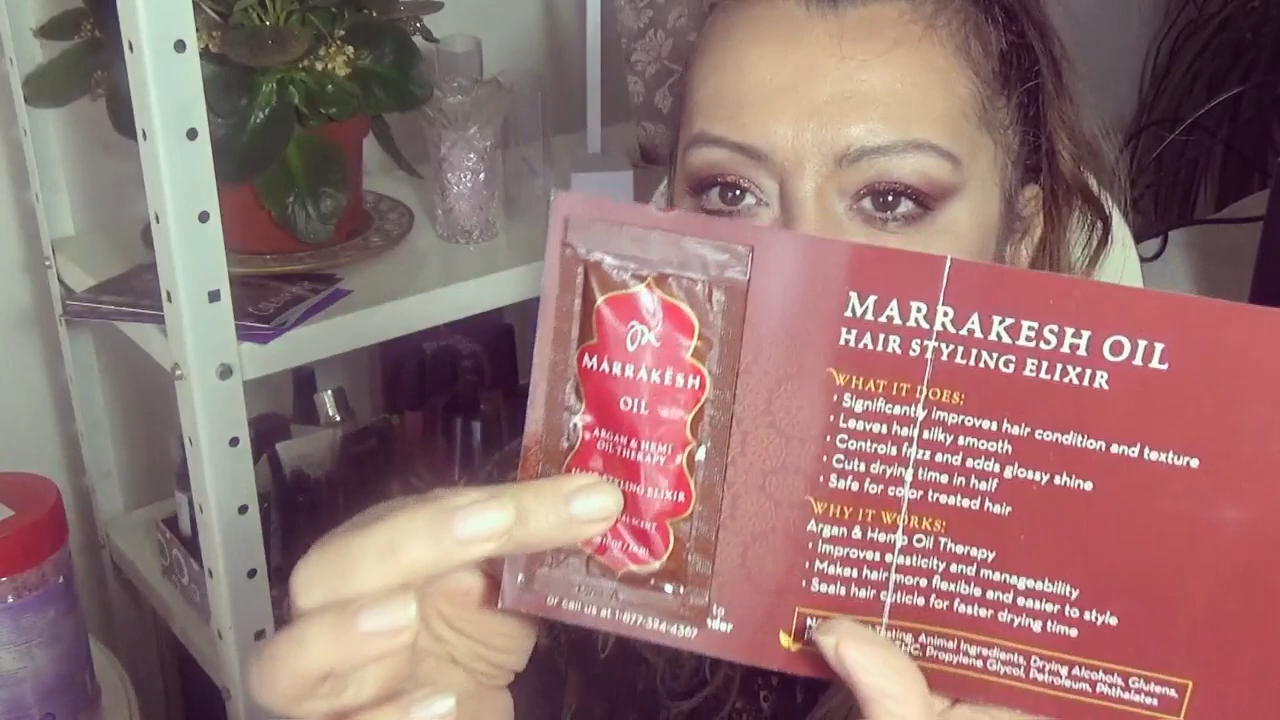 MARRAKESH
OIL
ARGAN & HEMP
OIL THERAPY
STYLING ELIXIR
or call us at 1-877-324-4367
to
MARRAKESH OIL
HAIR STYLING ELIXIR
WHAT IT DOES:
• Significantly improves hair condition and texture
• Leaves hair silky smooth
• Controls frizz and adds glossy shine
• Cuts drying time in half
• Safe for color treated hair
WHY IT WORKS:
Argan & Hemp Oil Therapy
• Improves elasticity and manageability
• Makes hair more flexible and easier to style
• Seals hair cuticle for faster drying time
Testing, Animal Ingredients, Drying Alcohols, Glutens,
THC, Propylene Glycol, Petroleum, Phthalates